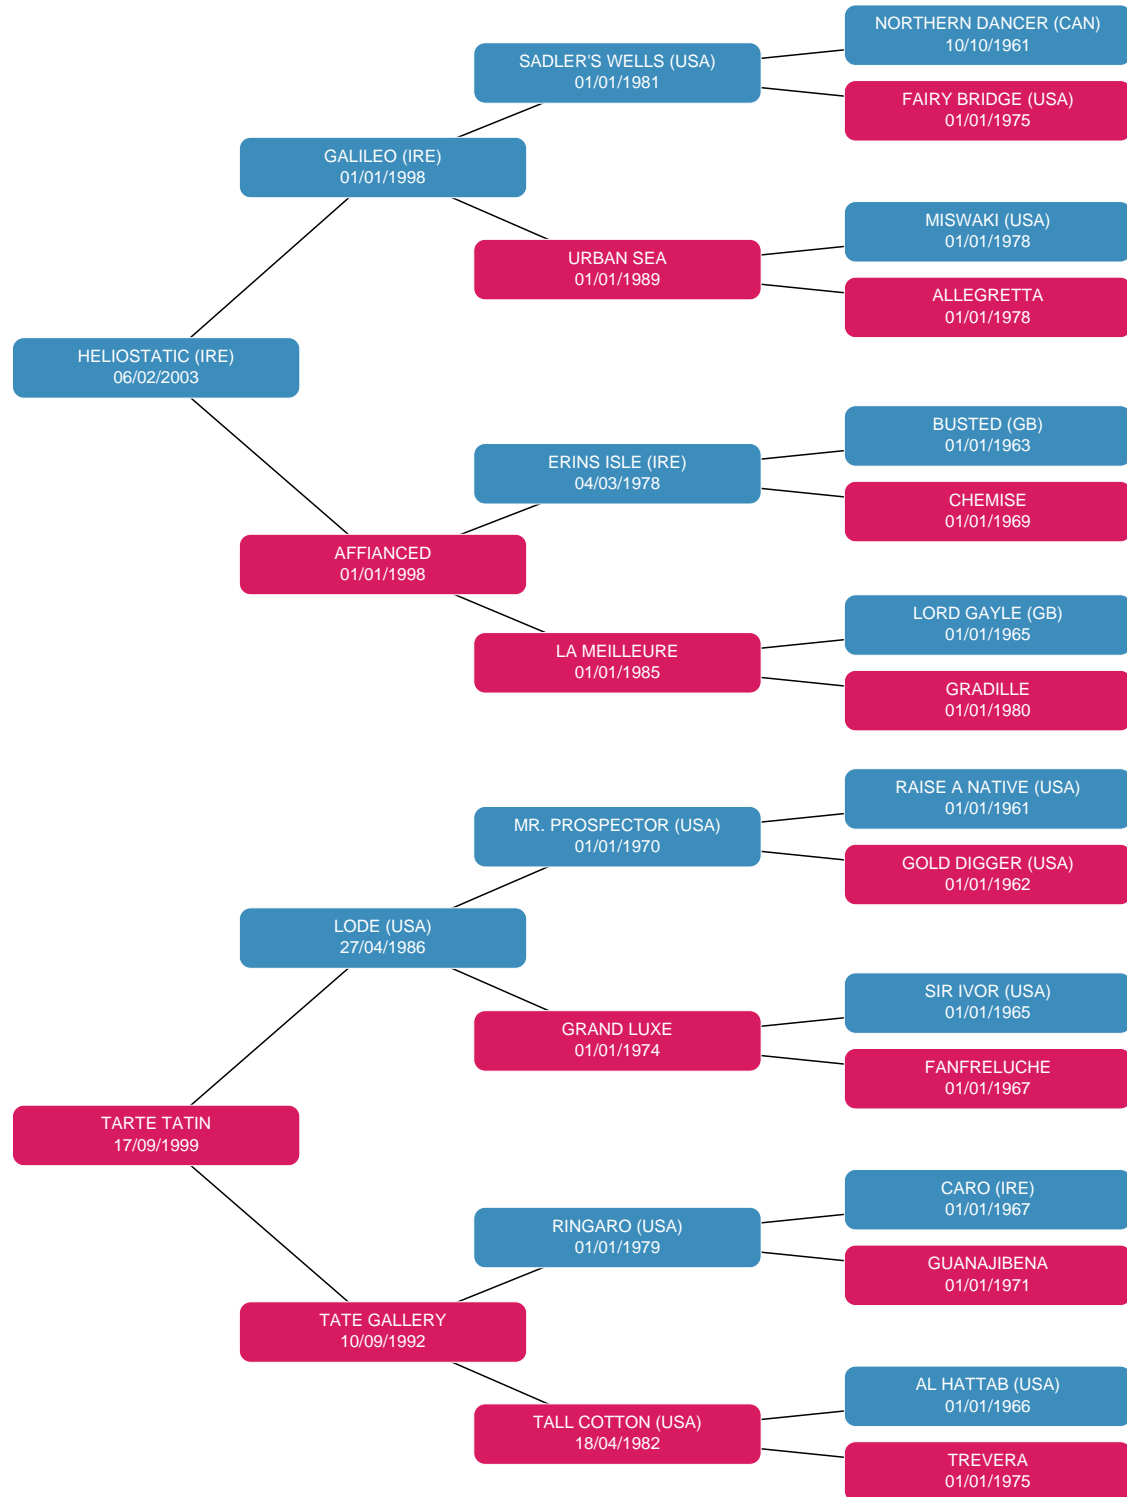 NORTHERN DANCER (CAN)
10/10/1961
SADLER'S WELLS (USA)
01/01/1981
FAIRY BRIDGE (USA)
01/01/1975
GALILEO (IRE)
01/01/1998
MISWAKI (USA)
01/01/1978
URBAN SEA
01/01/1989
ALLEGRETTA
01/01/1978
HELIOSTATIC (IRE)
06/02/2003
BUSTED (GB)
01/01/1963
ERINS ISLE (IRE)
04/03/1978
CHEMISE
01/01/1969
AFFIANCED
01/01/1998
LORD GAYLE (GB)
01/01/1965
LA MEILLEURE
01/01/1985
GRADILLE
01/01/1980
RAISE A NATIVE (USA)
01/01/1961
MR. PROSPECTOR (USA)
01/01/1970
GOLD DIGGER (USA)
01/01/1962
LODE (USA)
27/04/1986
SIR IVOR (USA)
01/01/1965
GRAND LUXE
01/01/1974
FANFRELUCHE
01/01/1967
TARTE TATIN
17/09/1999
CARO (IRE)
01/01/1967
RINGARO (USA)
01/01/1979
GUANAJIBENA
01/01/1971
TATE GALLERY
10/09/1992
AL HATTAB (USA)
01/01/1966
TALL COTTON (USA)
18/04/1982
TREVERA
01/01/1975